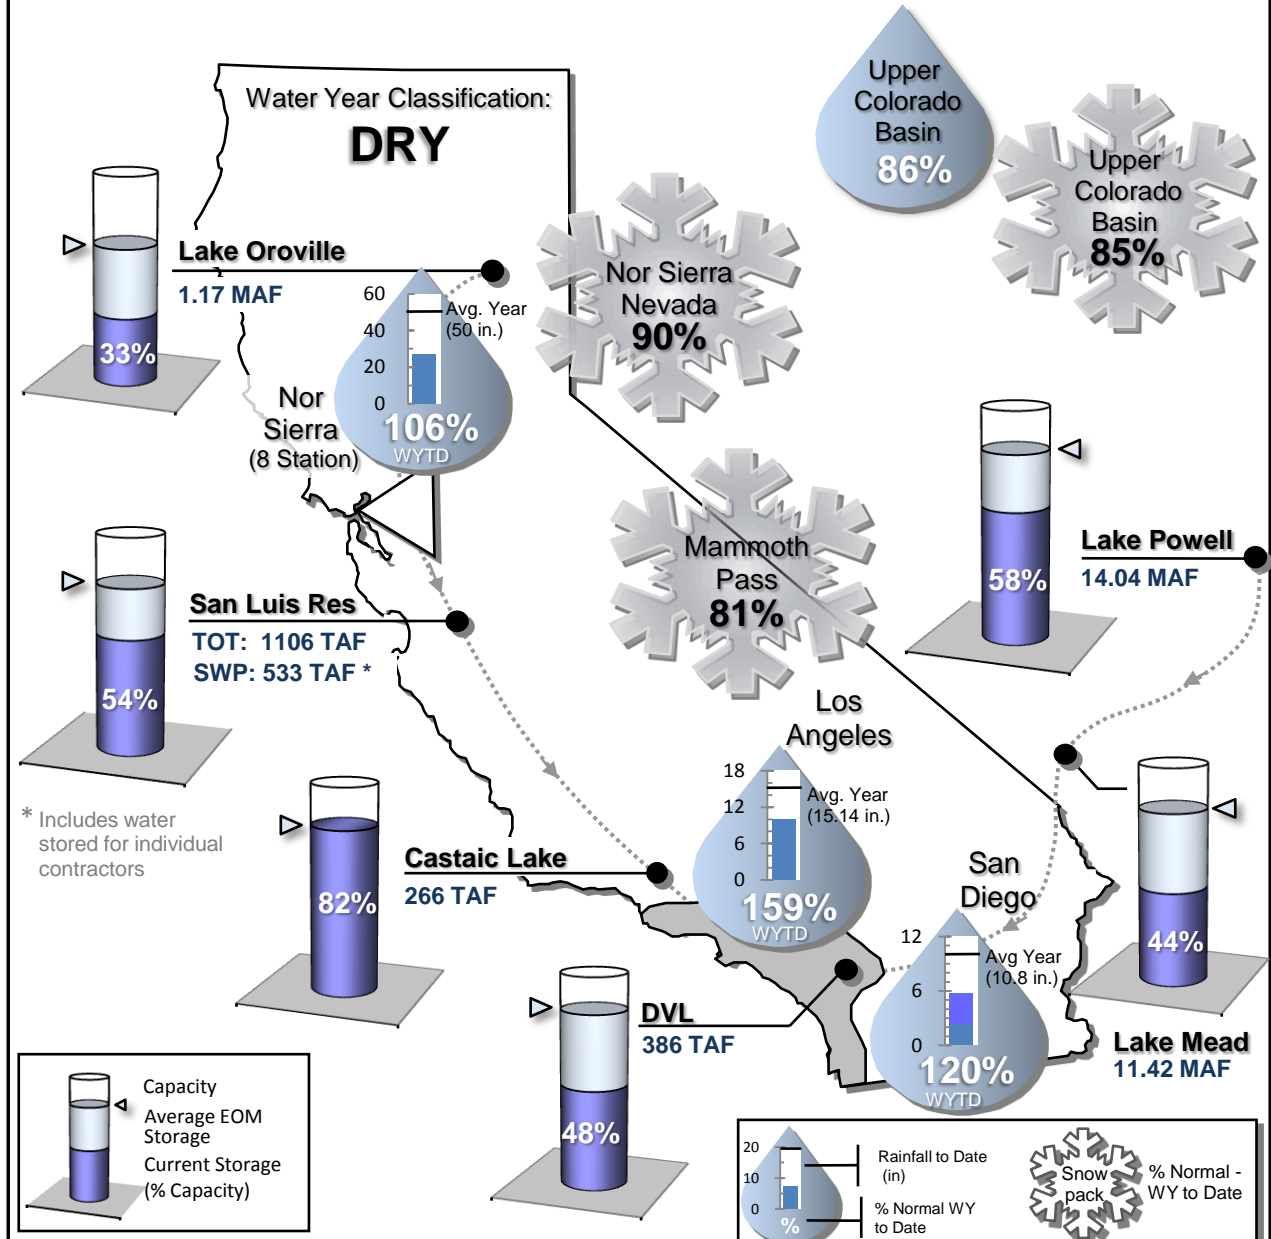 Water Year Classification:
DRY
Upper
Colorado
Basin
86%
Upper
Colorado
Basin
85%
Lake Oroville
1.17 MAF
33%
60
40
20
0
Avg. Year
(50 in.)
106%
WYTD
Nor
Sierra
(8 Station)
Nor Sierra
Nevada
90%
Mammoth
Pass
81%
Lake Powell
14.04 MAF
58%
San Luis Res
TOT: 1106 TAF
SWP: 533 TAF *
54%
* Includes water
stored for individual
contractors
Los
Angeles
18
12
6
0
Avg. Year
(15.14 in.)
159%
WYTD
Castaic Lake
266 TAF
82%
San
Diego
12
6
0
Avg Year
(10.8 in.)
120%
WYTD
44%
Lake Mead
11.42 MAF
DVL
386 TAF
48%
Capacity
Average EOM
Storage
Current Storage
(% Capacity)
20
10
0
%
Rainfall to Date
(in)
% Normal WY
to Date
Snow
pack
% Normal -
WY to Date